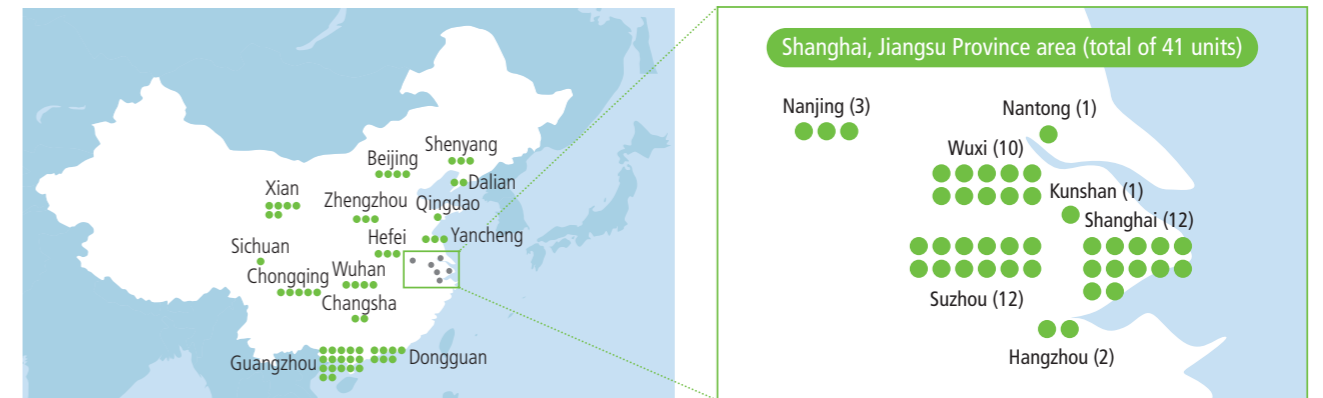 Shenyang
Beijing
Dalian
Xian
Zhengzhou
Qingdao
Hefei
Yancheng
Sichuan
Chongqing
Wuhan
Changsha
Guangzhou
Dongguan
Shanghai, Jiangsu Province area (total of 41 units)
Nanjing (3)
Nantong (1)
Wuxi (10)
Kunshan (1)
Shanghai (12)
Suzhou (12)
Hangzhou (2)